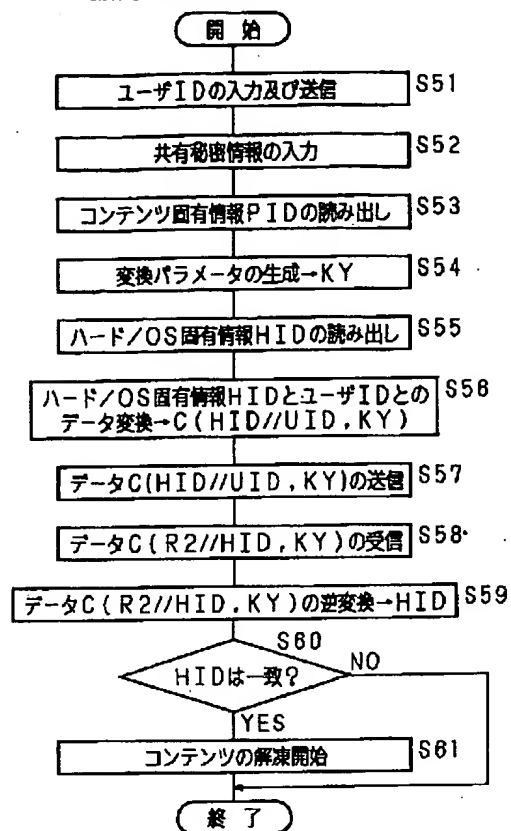 開 始
ユーザIDの入力及び送信 S51
共有秘密情報の入力 S52
コンテンツ固有情報PIDの読み出し S53
変換パラメータの生成→KY S54
ハード/OS固有情報HIDの読み出し S55
ハード/OS固有情報HIDとユーザIDとの S56
データ変換→C(HID//UID,KY)
データC(HID//UID,KY)の送信 S57
データC(R2//HID,KY)の受信 S58
データC(R2//HID,KY)の逆変換→HID S59
S60
HIDは一致? NO
YES
コンテンツの解凍開始 S61
終 了